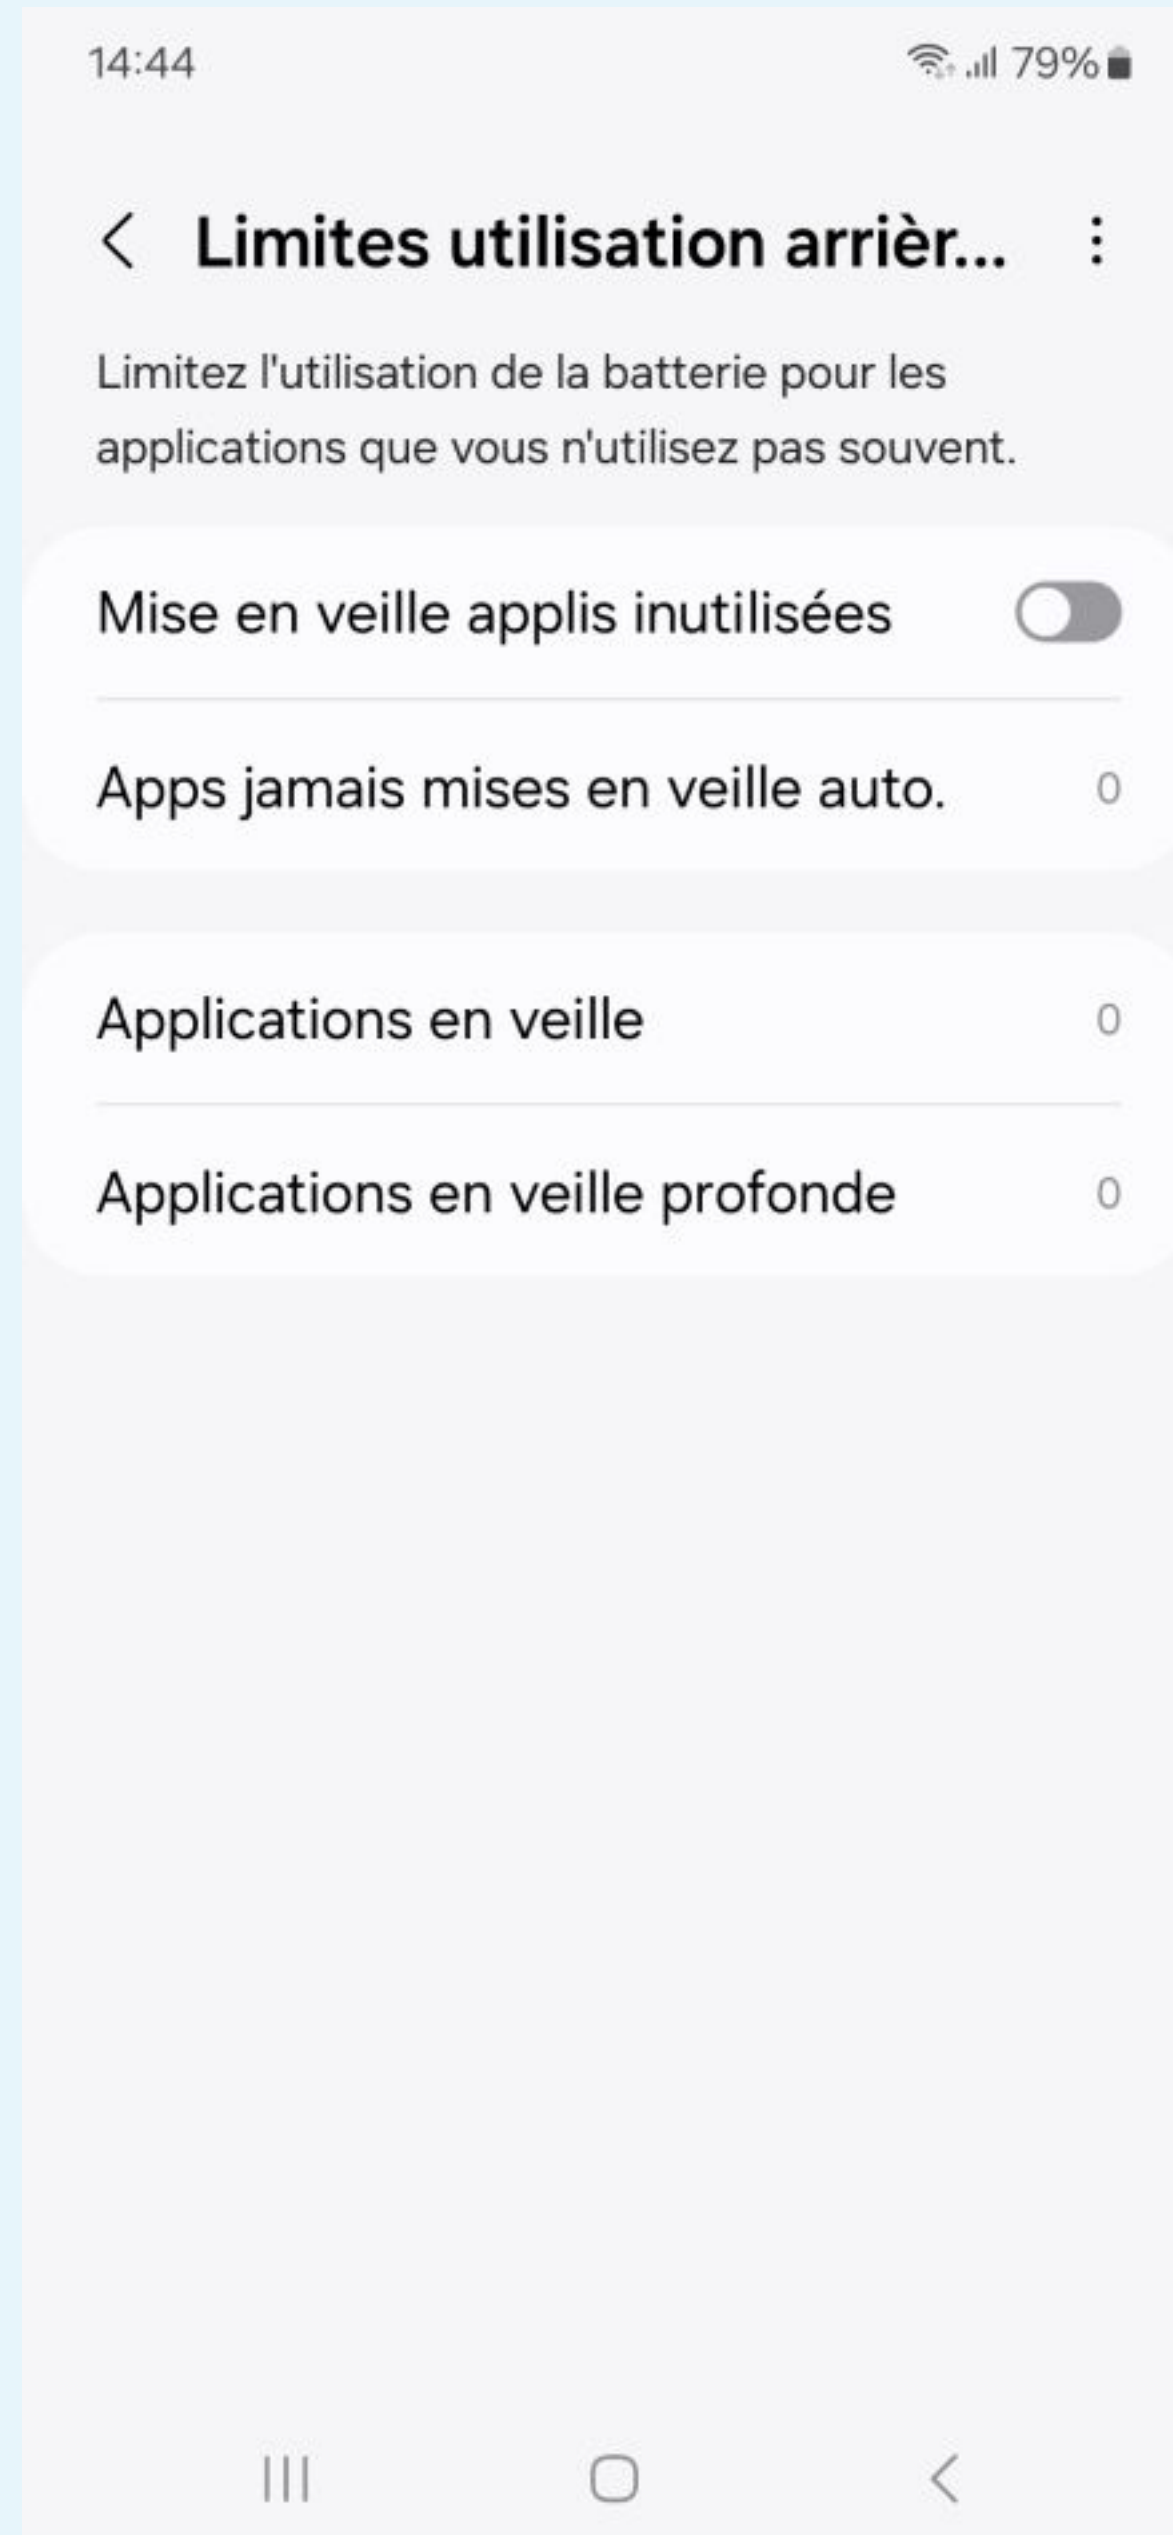 14:44 79%
Limites utilisation arrièr...
Limitez l'utilisation de la batterie pour les
applications que vous n'utilisez pas souvent.
Mise en veille applis inutilisées
Apps jamais mises en veille auto. 0
Applications en veille 0
Applications en veille profonde 0